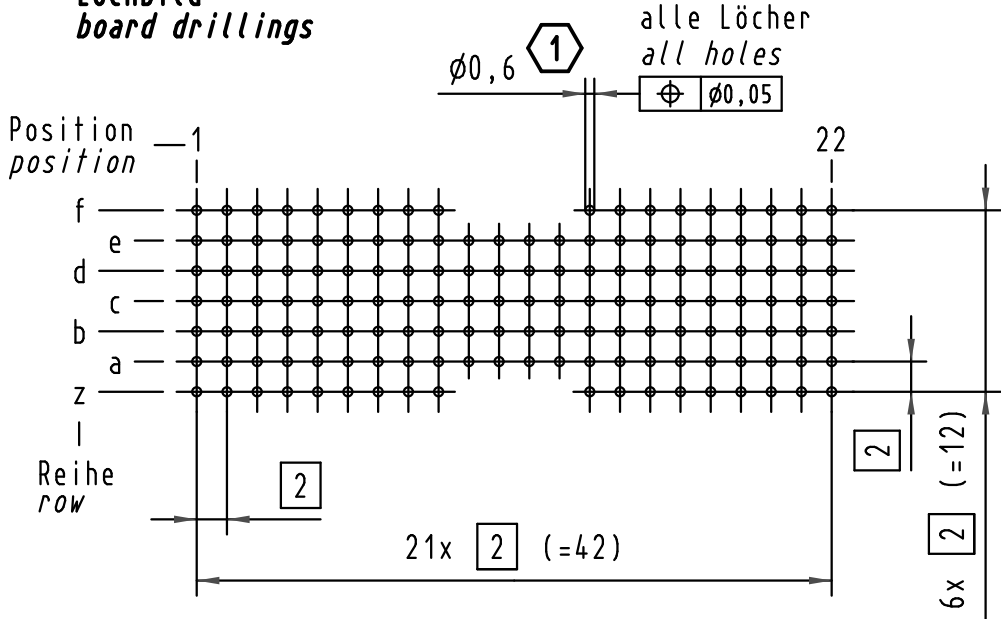 Lochbild
board drillings
alle Löcher
all holes
1
ø0,6
⌖ ø0,05
Position
position
1
22
f
e
d
c
b
a
z
Reihe
row
2
2
21x 2 (=42)
6x 2 (=12)